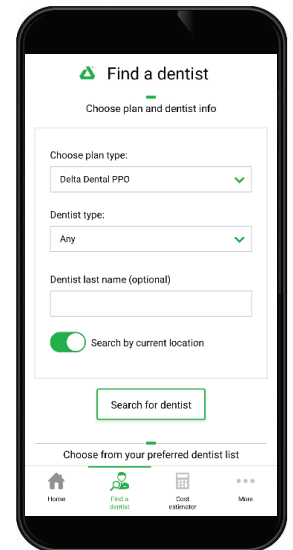 Find a dentist
Choose plan and dentist info
Choose plan type:
Delta Dental PPO
Dentist type:
Any
Dentist last name (optional)
Search by current location
Search for dentist
Choose from your preferred dentist list
Home
Find a
dentist
Cost
estimator
More